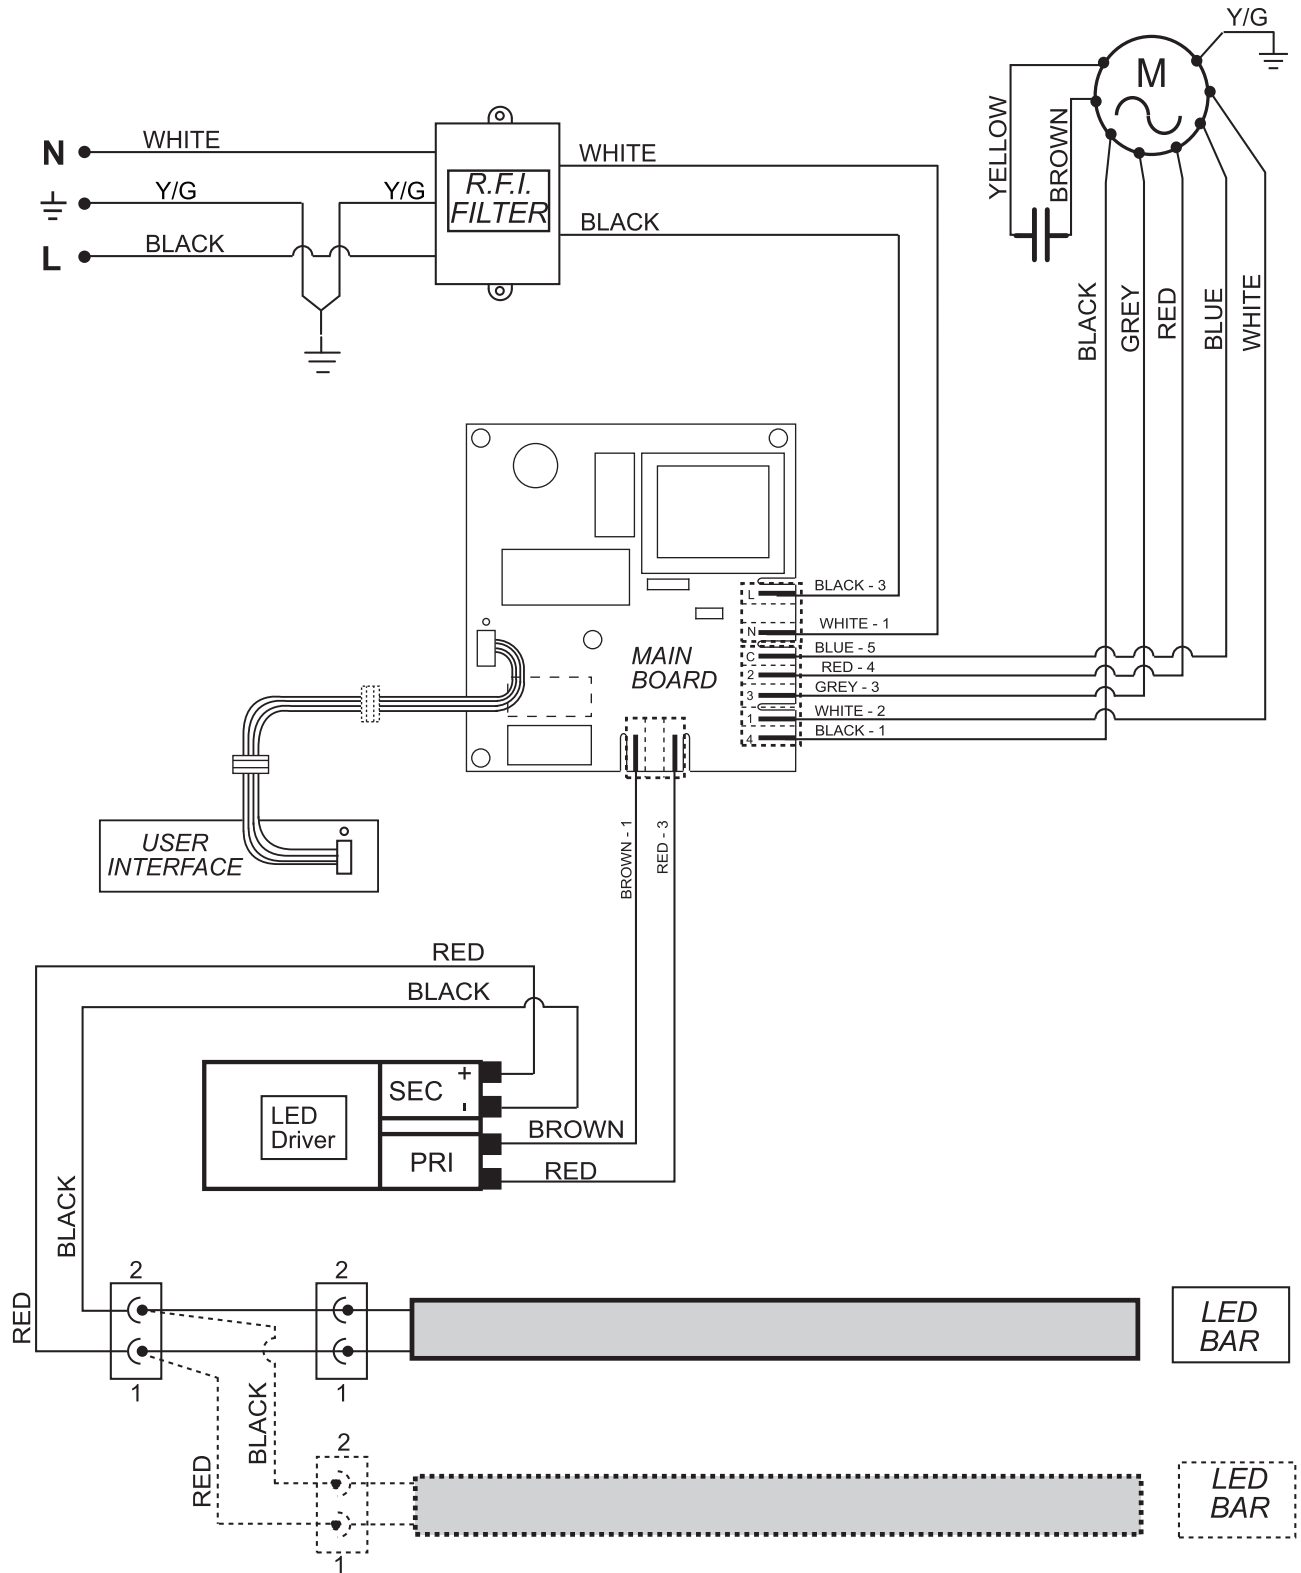 Y/G
M
N WHITE
Y/G Y/G
L BLACK
R.F.I.
FILTER
WHITE
BLACK
YELLOW
BROWN
BLACK
GREY
RED
BLUE
WHITE
L BLACK - 3
N WHITE - 1
C BLUE - 5
2 RED - 4
3 GREY - 3
1 WHITE - 2
4 BLACK - 1
MAIN
BOARD
USER
INTERFACE
BROWN - 1
RED - 3
RED
BLACK
LED
Driver
SEC + -
PRI
BROWN
RED
BLACK
RED
2 2
1 1
LED
BAR
BLACK
RED
2
1
LED
BAR